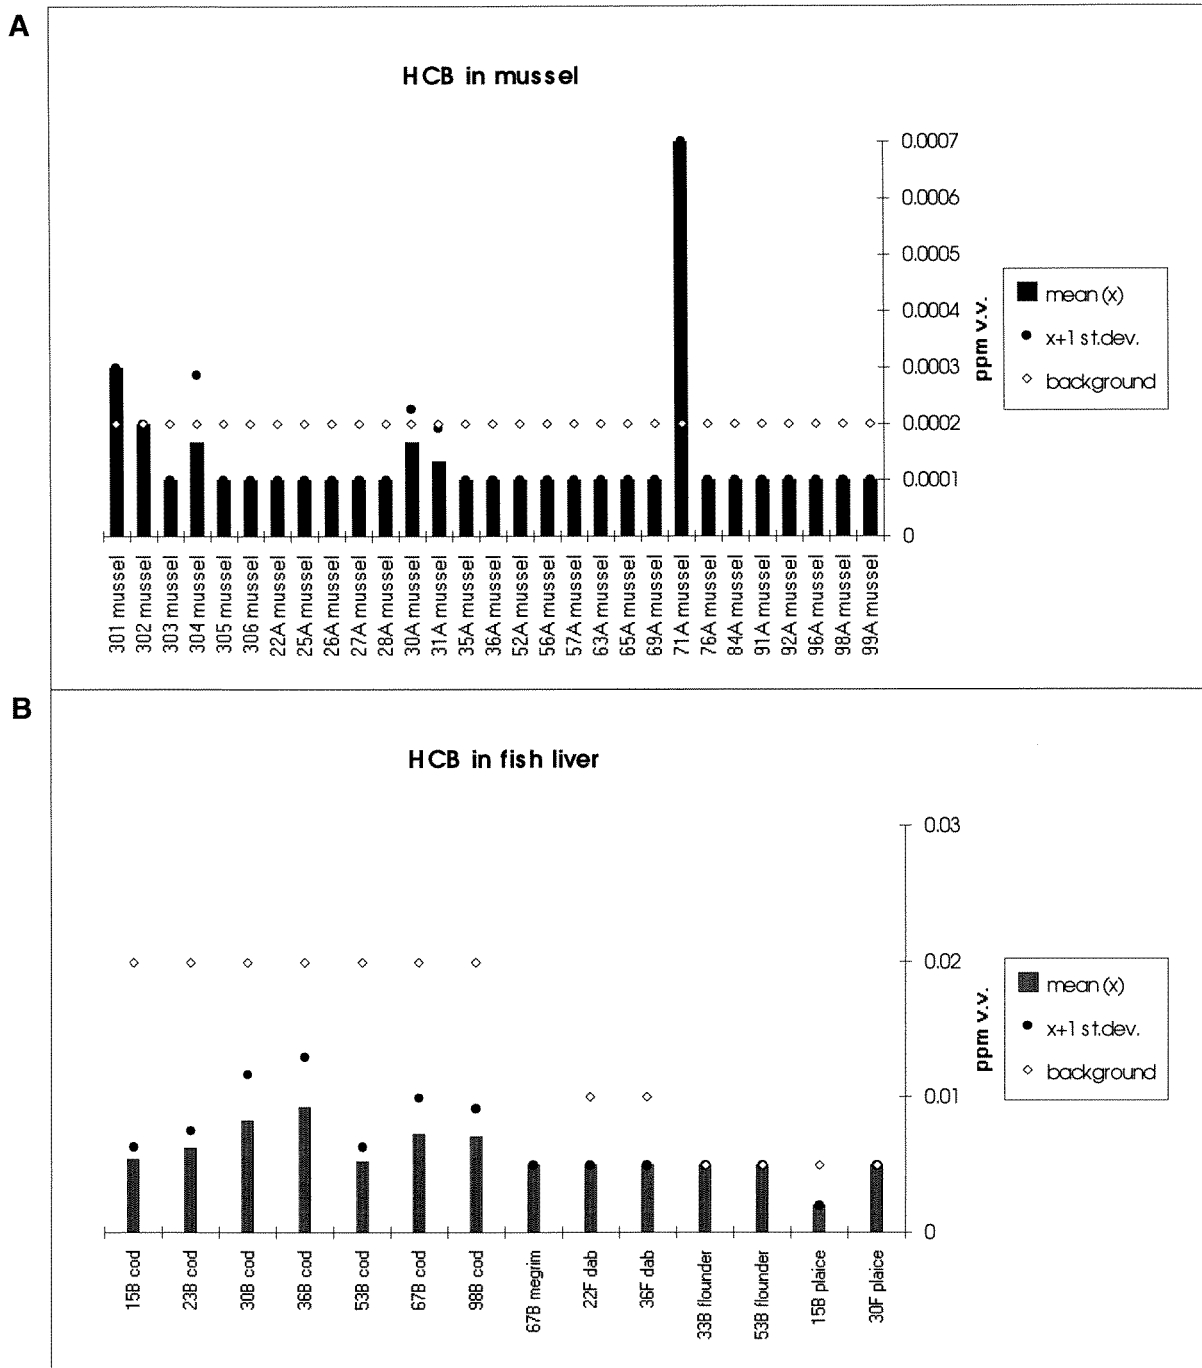 A
HCB in mussel
0.0007
0.0006
0.0005
0.0004
0.0003
0.0002
0.0001
0
ppm v.v.
mean (x)
x+1 st.dev.
background
301 mussel
302 mussel
303 mussel
304 mussel
305 mussel
306 mussel
22A mussel
25A mussel
26A mussel
27A mussel
28A mussel
30A mussel
31A mussel
35A mussel
36A mussel
52A mussel
56A mussel
57A mussel
63A mussel
65A mussel
69A mussel
71A mussel
76A mussel
84A mussel
91A mussel
92A mussel
96A mussel
98A mussel
99A mussel
B
HCB in fish liver
0.03
0.02
0.01
0
ppm v.v.
mean (x)
x+1 st.dev.
background
15B cod
23B cod
30B cod
36B cod
53B cod
67B cod
98B cod
67B megrim
22F dab
36F dab
33B flounder
53B flounder
15B plaice
30F plaice